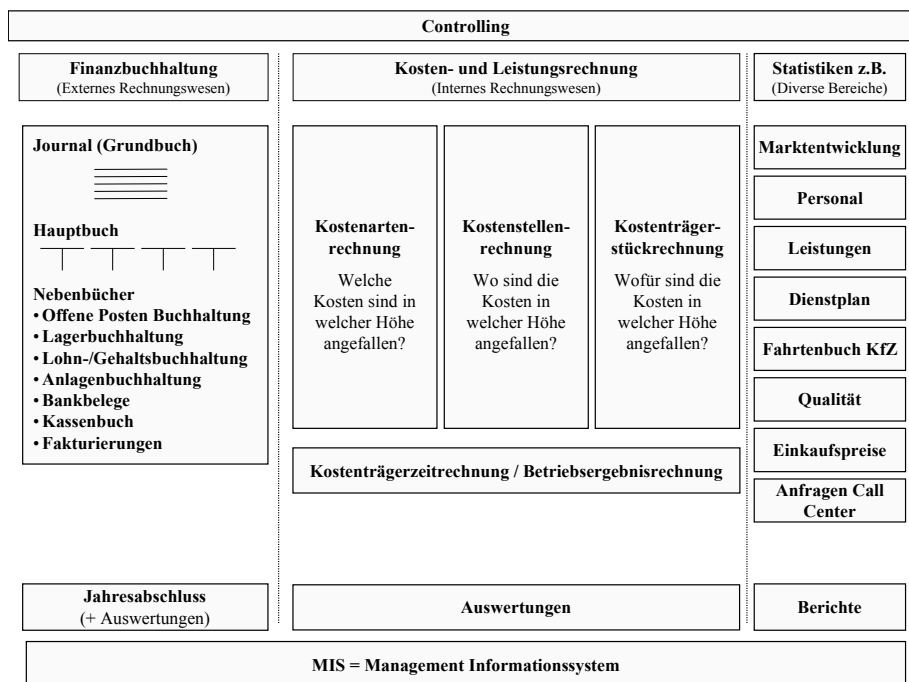 Controlling
Finanzbuchhaltung
(Externes Rechnungswesen)
Kosten- und Leistungsrechnung
(Internes Rechnungswesen)
Statistiken z.B.
(Diverse Bereiche)
Journal (Grundbuch)
Hauptbuch
Nebenbücher
• Offene Posten Buchhaltung
• Lagerbuchhaltung
• Lohn-/Gehaltsbuchhaltung
• Anlagenbuchhaltung
• Bankbelege
• Kassenbuch
• Fakturierungen
Kostenarten-
rechnung
Welche
Kosten sind in
welcher Höhe
angefallen?
Kostenstellen-
rechnung
Wo sind die
Kosten in
welcher Höhe
angefallen?
Kostenträger-
stückrechnung
Wofür sind die
Kosten in
welcher Höhe
angefallen?
Kostenträgerzeitrechnung / Betriebsergebnisrechnung
Marktentwicklung
Personal
Leistungen
Dienstplan
Fahrtenbuch KfZ
Qualität
Einkaufspreise
Anfragen Call
Center
Jahresabschluss
(+ Auswertungen)
Auswertungen
Berichte
MIS = Management Informationssystem